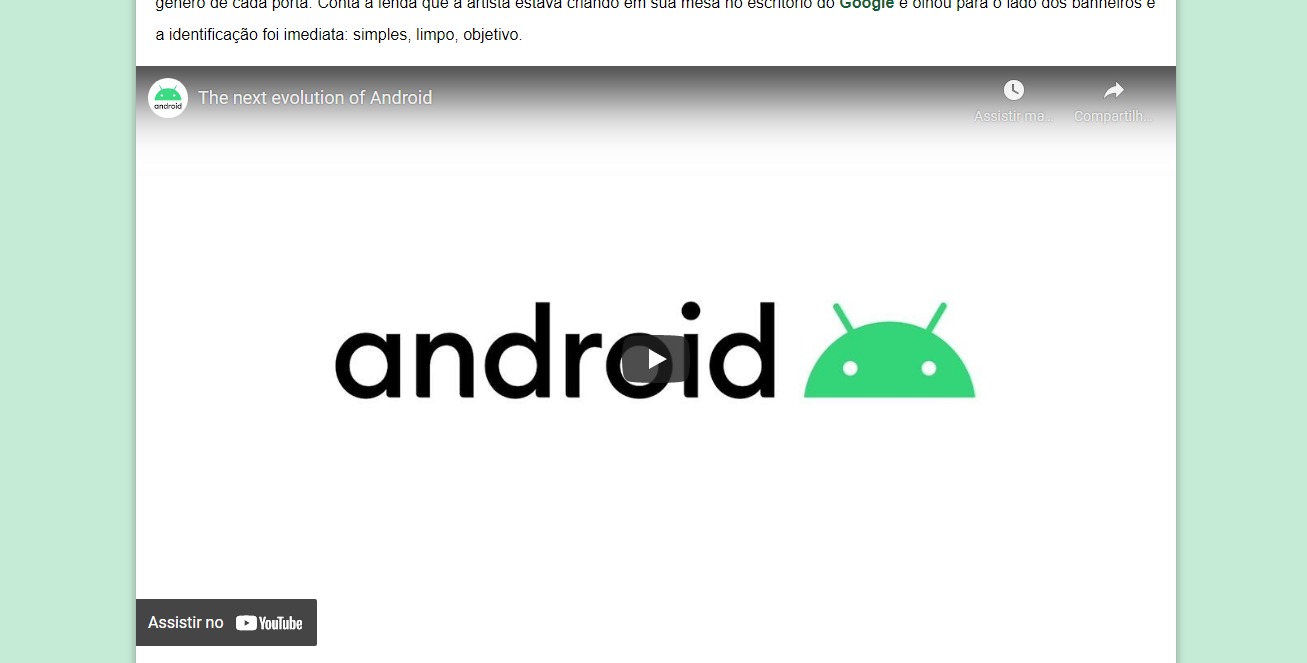 gênero de cada porta. Conta a lenda que a artista estava criando em sua mesa no escritório do Google e olhou para o lado dos banheiros e
a identificação foi imediata: simples, limpo, objetivo.
android
The next evolution of Android
Assistir ma...
Compartilh...
android
Assistir no YouTube